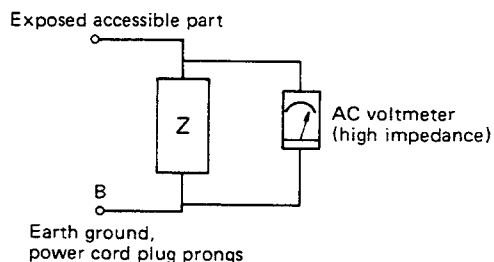 Exposed accessible part
Z
AC voltmeter
(high impedance)
B
Earth ground,
power cord plug prongs